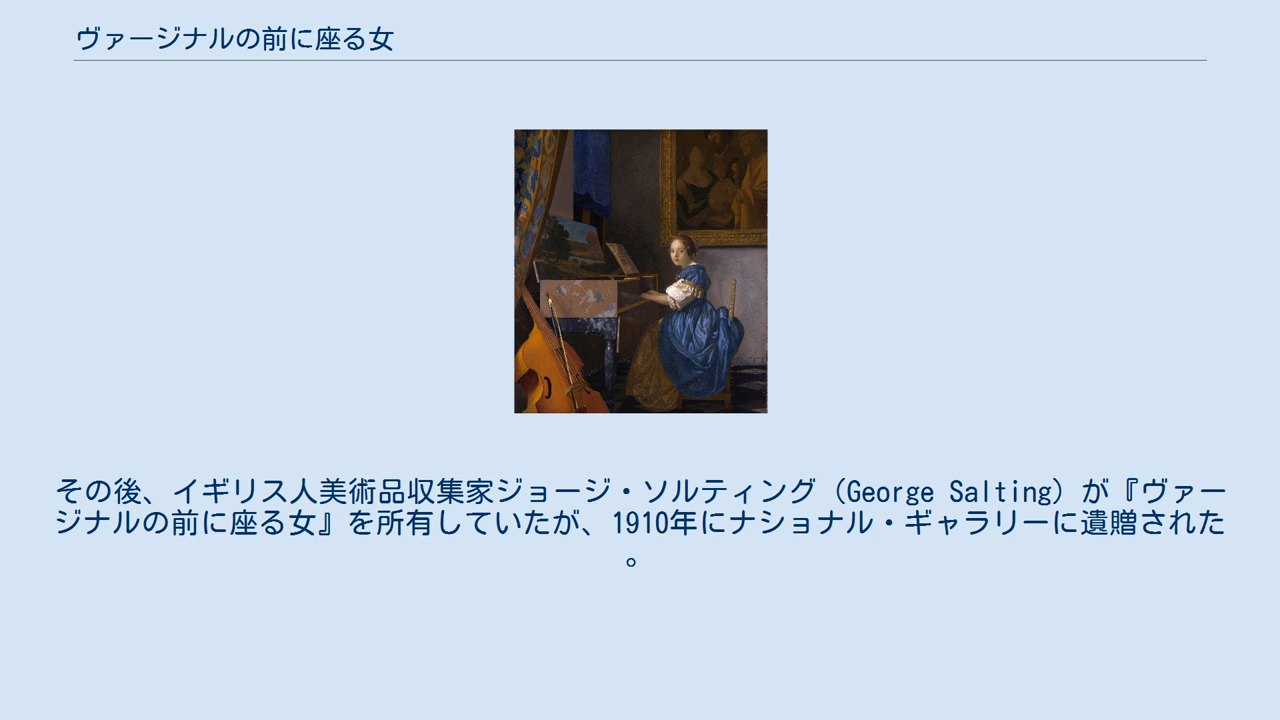 ヴァージナルの前に座る女
その後、イギリス人美術品収集家ジョージ・ソルティング（George Salting）が『ヴァー
ジナルの前に座る女』を所有していたが、1910年にナショナル・ギャラリーに遺贈された
。